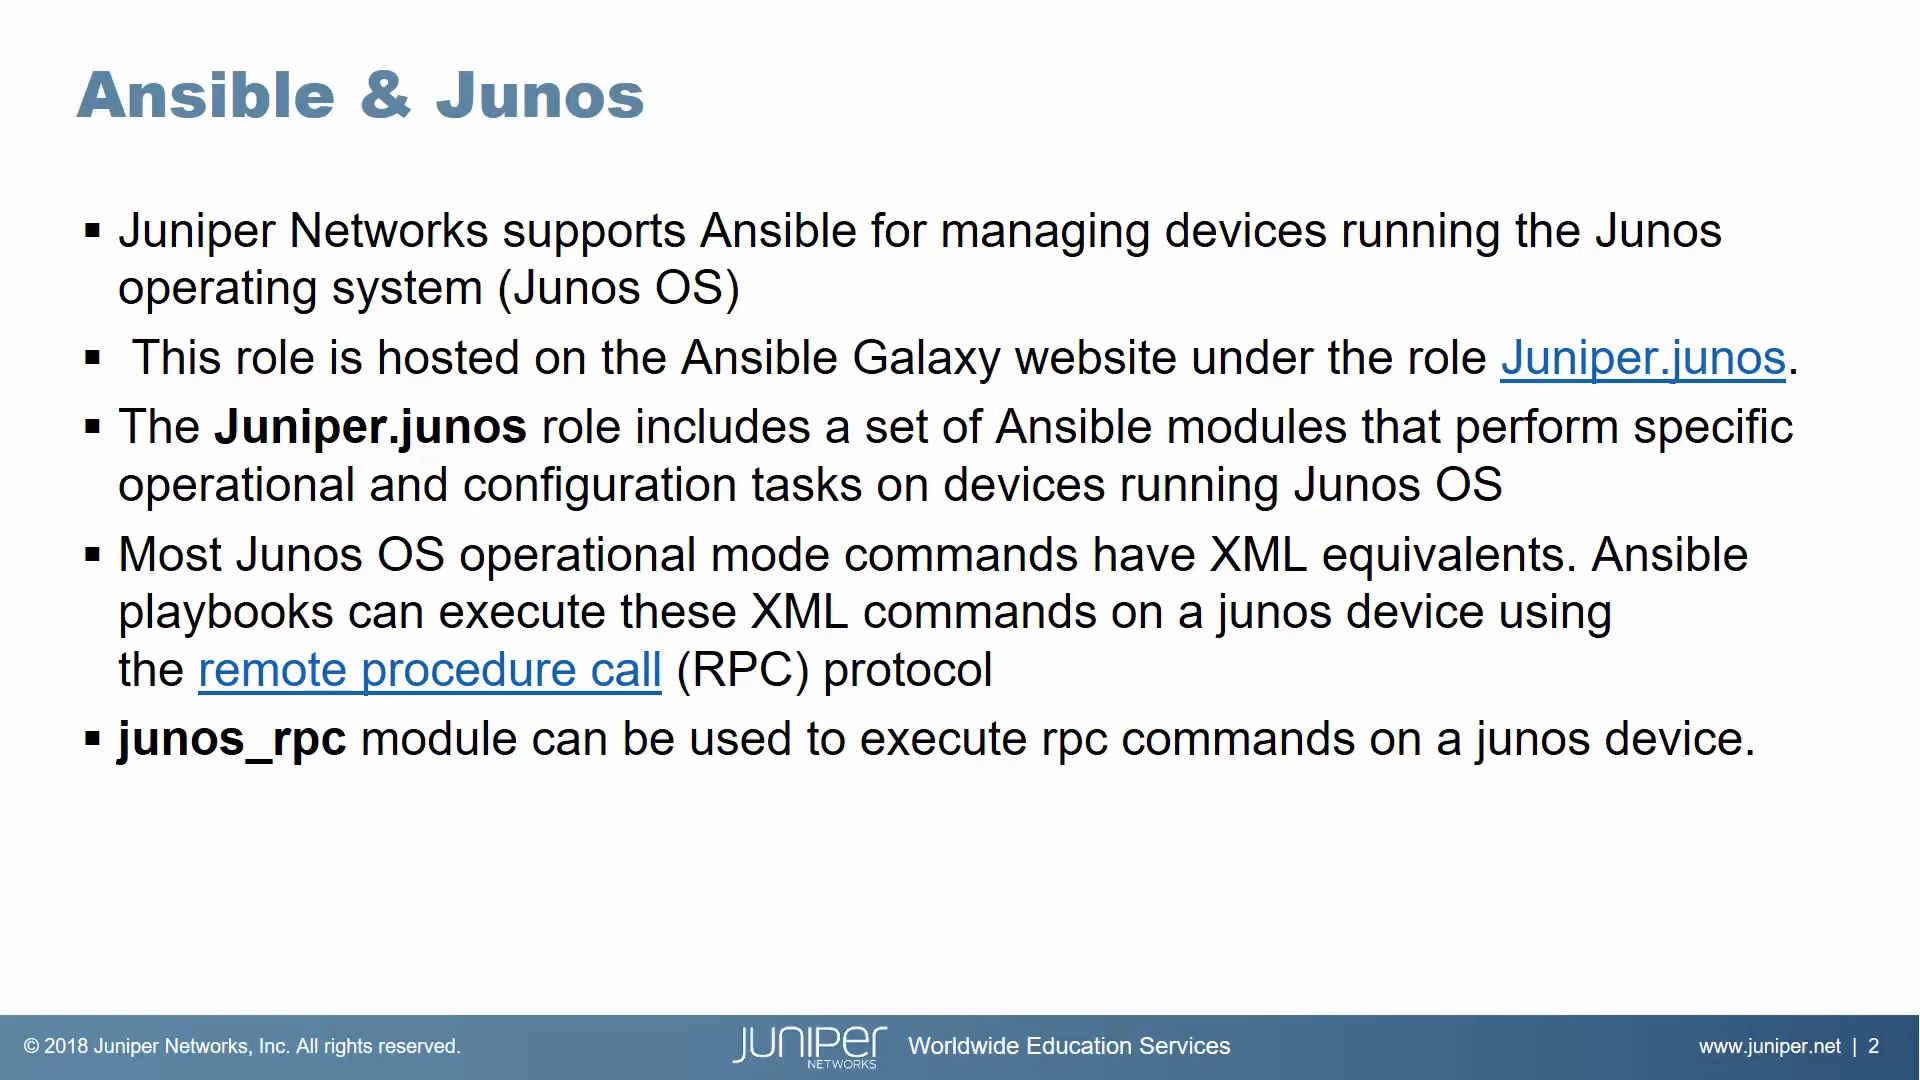 Ansible & Junos
▪ Juniper Networks supports Ansible for managing devices running the Junos
operating system (Junos OS)
▪ This role is hosted on the Ansible Galaxy website under the role Juniper.junos.
▪ The Juniper.junos role includes a set of Ansible modules that perform specific
operational and configuration tasks on devices running Junos OS
▪ Most Junos OS operational mode commands have XML equivalents. Ansible
playbooks can execute these XML commands on a junos device using
the remote procedure call (RPC) protocol
▪ junos_rpc module can be used to execute rpc commands on a junos device.
© 2018 Juniper Networks, Inc. All rights reserved.
JUNIPER
NETWORKS
Worldwide Education Services
www.juniper.net | 2